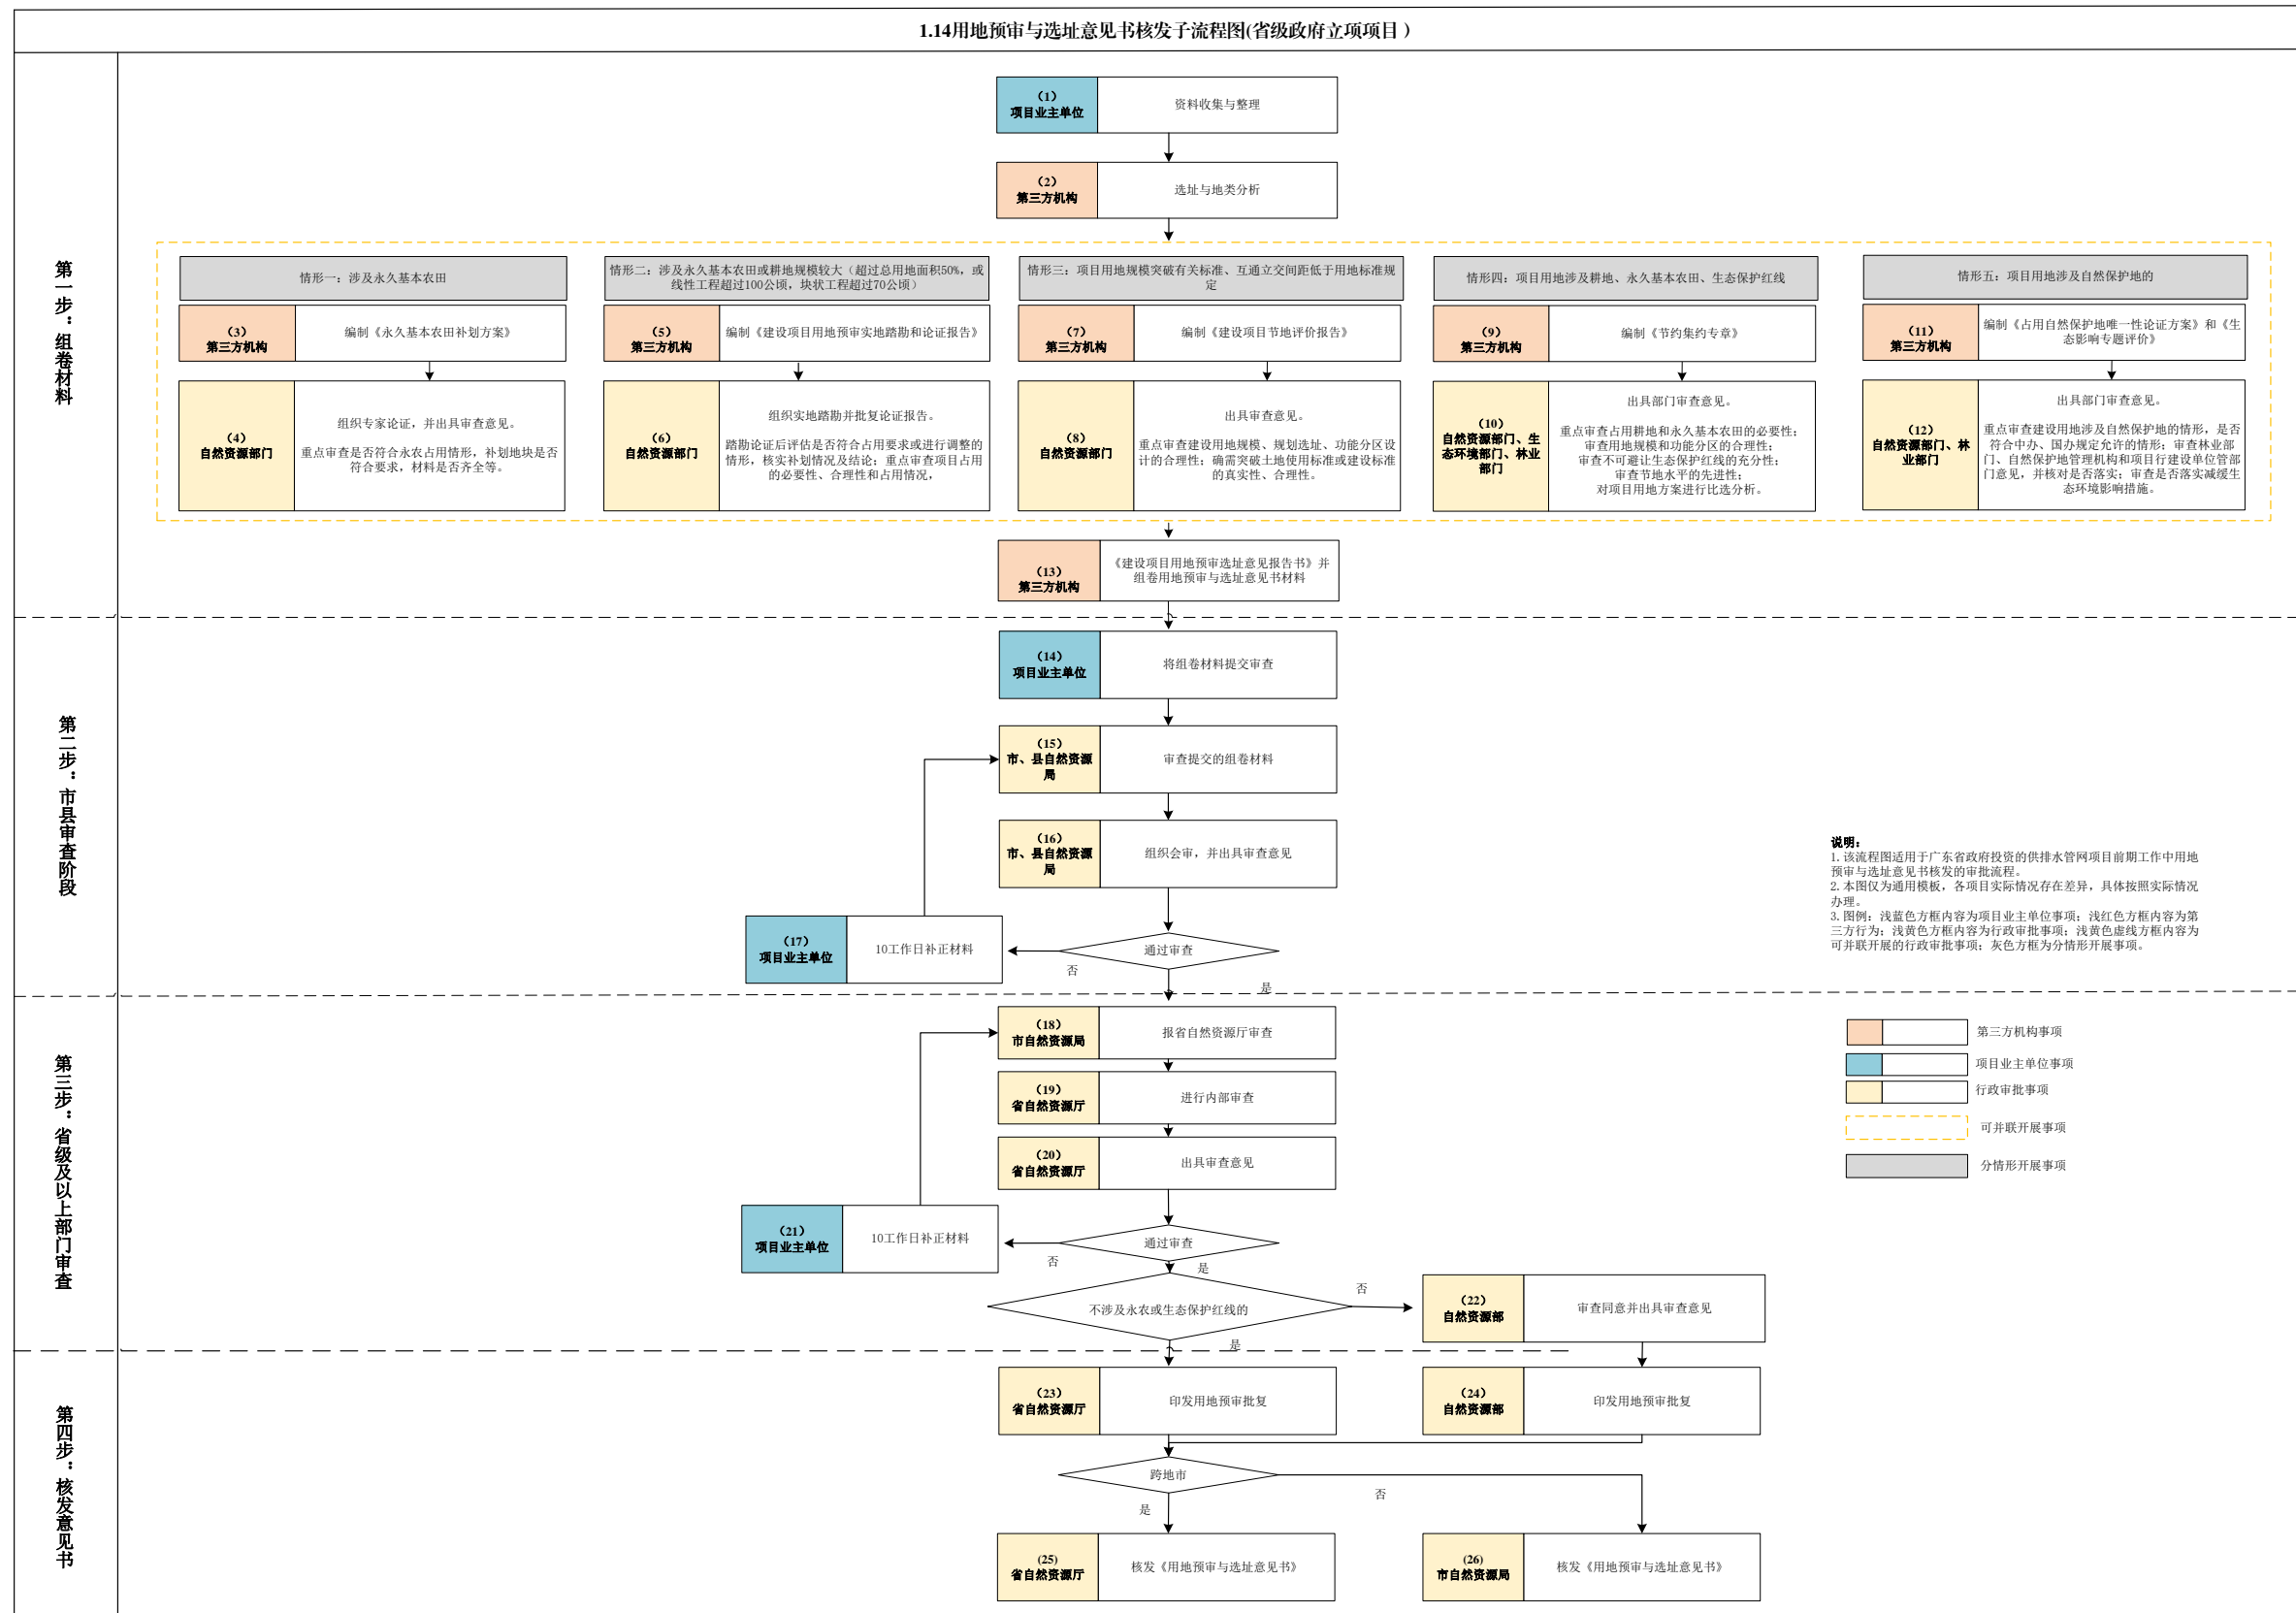 1.14用地预审与选址意见书核发子流程图(省级政府立项项目 )
第一步：组卷材料
（1）
项目业主单位
资料收集与整理
（2）
第三方机构
选址与地类分析
情形一：涉及永久基本农田
（3）
第三方机构
编制《永久基本农田补划方案》
（4）
自然资源部门
组织专家论证，并出具审查意见。
重点审查是否符合永农占用情形，补划地块是否
符合要求，材料是否齐全等。
情形二：涉及永久基本农田或耕地规模较大（超过总用地面积50%，或
线性工程超过100公顷，块状工程超过70公顷）
（5）
第三方机构
编制《建设项目用地预审实地踏勘和论证报告》
（6）
自然资源部门
组织实地踏勘并批复论证报告。
踏勘论证后评估是否符合占用要求或进行调整的
情形，核实补划情况及结论；重点审查项目占用
的必要性、合理性和占用情况，
情形三：项目用地规模突破有关标准、互通立交间距低于用地标准规
定
（7）
第三方机构
编制《建设项目节地评价报告》
（8）
自然资源部门
出具审查意见。
重点审查建设用地规模、规划选址、功能分区设
计的合理性；确需突破土地使用标准或建设标准
的真实性、合理性。
情形四：项目用地涉及耕地、永久基本农田、生态保护红线
（9）
第三方机构
编制《节约集约专章》
（10）
自然资源部门、生
态环境部门、林业
部门
出具部门审查意见。
重点审查占用耕地和永久基本农田的必要性；
审查用地规模和功能分区的合理性；
审查不可避让生态保护红线的充分性；
审查节地水平的先进性；
对项目用地方案进行比选分析。
情形五：项目用地涉及自然保护地的
（11）
第三方机构
编制《占用自然保护地唯一性论证方案》和《生
态影响专题评价》
（12）
自然资源部门、林
业部门
出具部门审查意见。
重点审查建设用地涉及自然保护地的情形，是否
符合中办、国办规定允许的情形；审查林业部
门、自然保护地管理机构和项目行建设单位管部
门意见，并核对是否落实；审查是否落实减缓生
态环境影响措施。
（13）
第三方机构
《建设项目用地预审选址意见报告书》并
组卷用地预审与选址意见书材料
第二步：市县审查阶段
（14）
项目业主单位
将组卷材料提交审查
（15）
市、县自然资源
局
审查提交的组卷材料
（16）
市、县自然资源
局
组织会审，并出具审查意见
（17）
项目业主单位
10工作日补正材料
通过审查
否
是
说明：
1.该流程图适用于广东省政府投资的供排水管网项目前期工作中用地
预审与选址意见书核发的审批流程。
2.本图仅为通用模板，各项目实际情况存在差异，具体按照实际情况
办理。
3.图例：浅蓝色方框内容为项目业主单位事项；浅红色方框内容为第
三方行为；浅黄色方框内容为行政审批事项；浅黄色虚线方框内容为
可并联开展的行政审批事项；灰色方框为分情形开展事项。
第三方机构事项
项目业主单位事项
行政审批事项
可并联开展事项
分情形开展事项
第三步：省级及以上部门审查
（18）
市自然资源局
报省自然资源厅审查
（19）
省自然资源厅
进行内部审查
（20）
省自然资源厅
出具审查意见
（21）
项目业主单位
10工作日补正材料
通过审查
否
是
不涉及永农或生态保护红线的
否
是
（22）
自然资源部
审查同意并出具审查意见
第四步：核发意见书
（23）
省自然资源厅
印发用地预审批复
（24）
自然资源部
印发用地预审批复
跨地市
是
否
(25)
省自然资源厅
核发《用地预审与选址意见书》
(26)
市自然资源局
核发《用地预审与选址意见书》